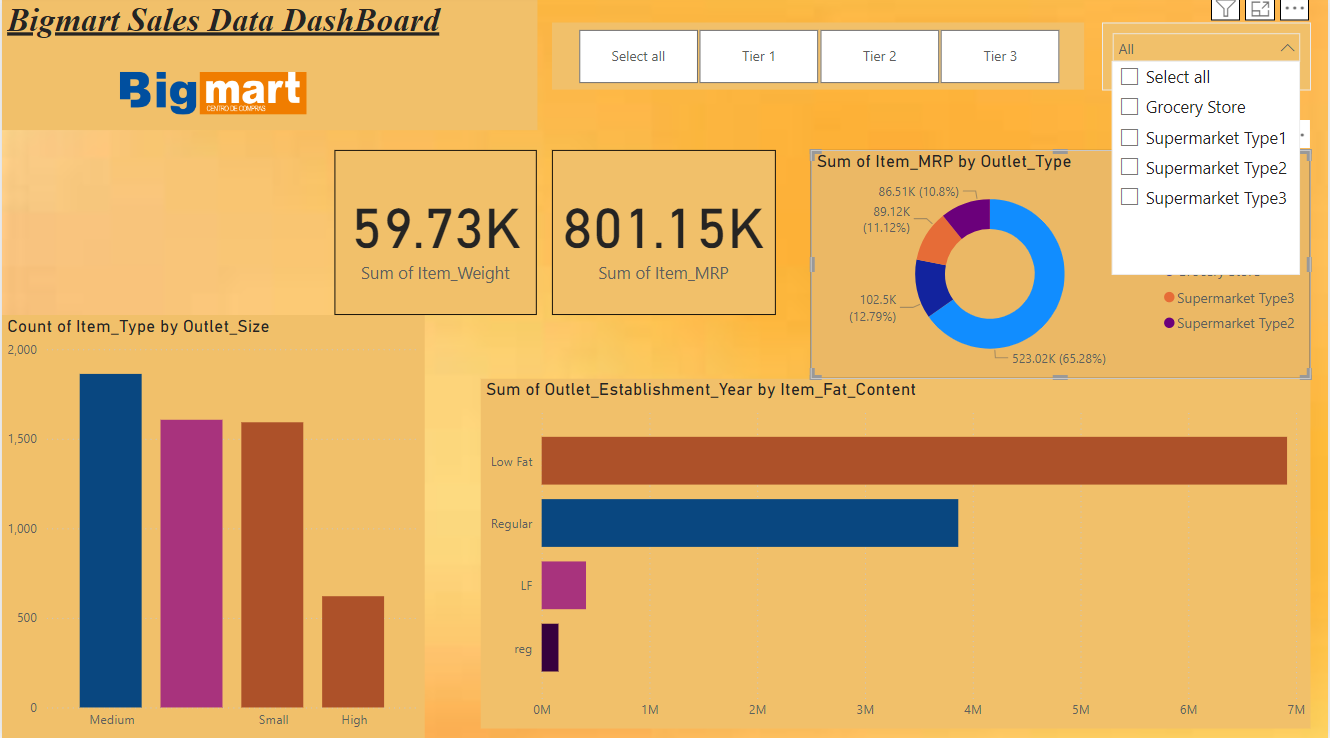 Bigmart Sales Data DashBoard
Bigmart
CENTRO DE COMPRAS
Select all
Tier 1
Tier 2
Tier 3
All
Select all
Grocery Store
Supermarket Type1
Supermarket Type2
Supermarket Type3
59.73K
Sum of Item_Weight
801.15K
Sum of Item_MRP
Sum of Item_MRP by Outlet_Type
86.51K (10.8%)
89.12K
(11.12%)
102.5K
(12.79%)
523.02K (65.28%)
Grocery Store
Supermarket Type3
Supermarket Type2
Count of Item_Type by Outlet_Size
2,000
1,500
1,000
500
0
Medium
Small
High
Sum of Outlet_Establishment_Year by Item_Fat_Content
Low Fat
Regular
LF
reg
0M
1M
2M
3M
4M
5M
6M
7M